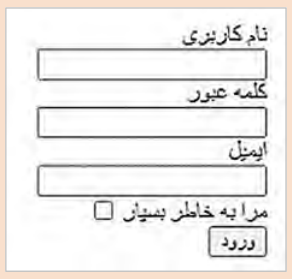 نام کاربری
کلمه عبور
ایمیل
مرا به خاطر بسپار
ورود